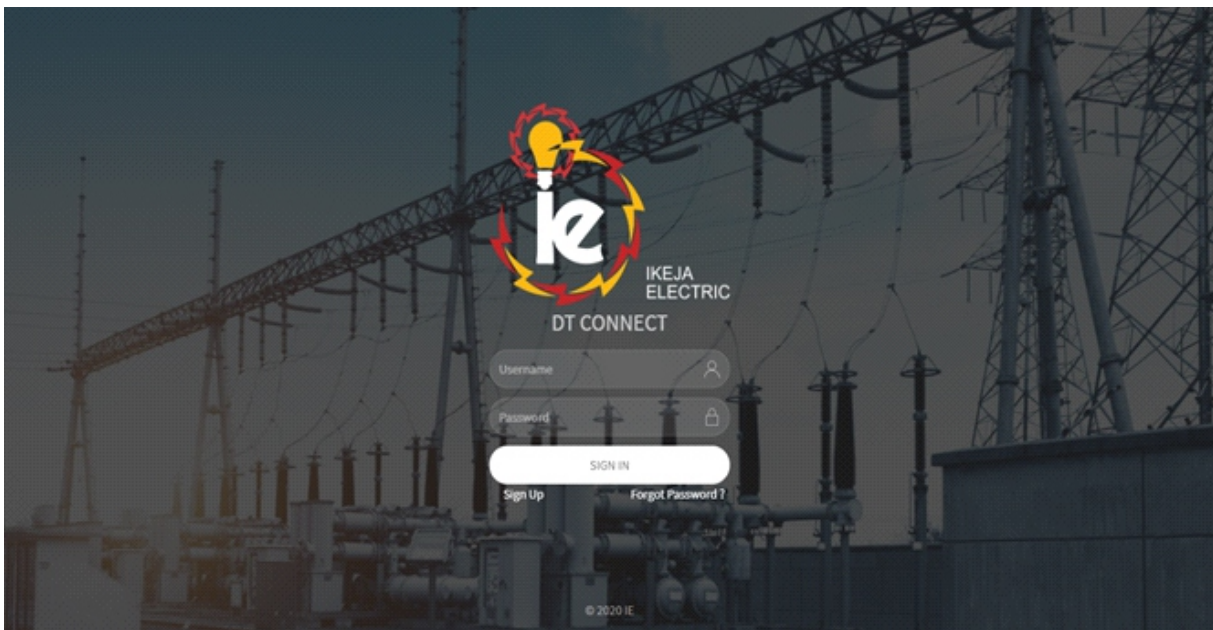 ie
IKEJA
ELECTRIC
DT CONNECT
Username
Password
SIGN IN
Sign Up Forgot Password ?
© 2020 IE